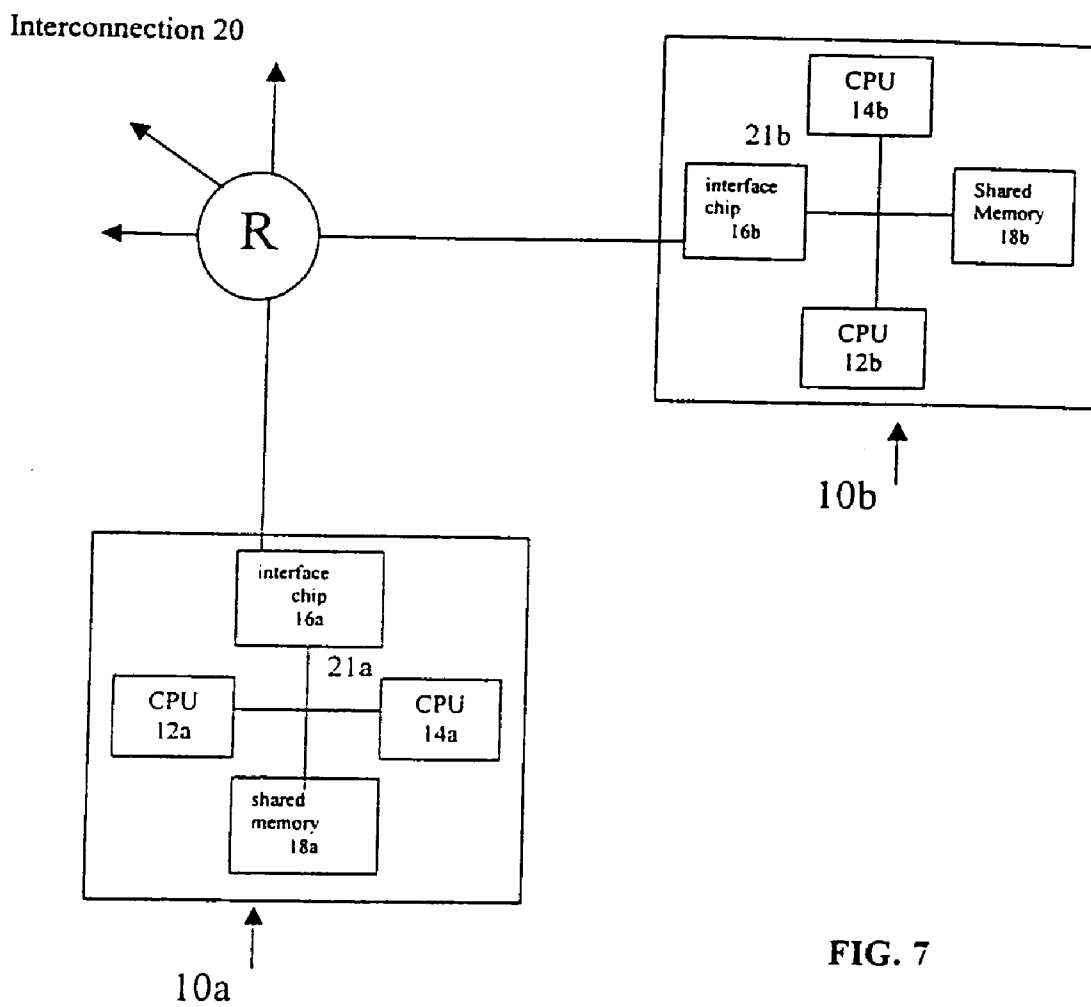 Interconnection 20
R
CPU
14b
21b
interface
chip
16b
Shared
Memory
18b
CPU
12b
10b
interface
chip
16a
21a
CPU
12a
CPU
14a
shared
memory
18a
10a
FIG. 7